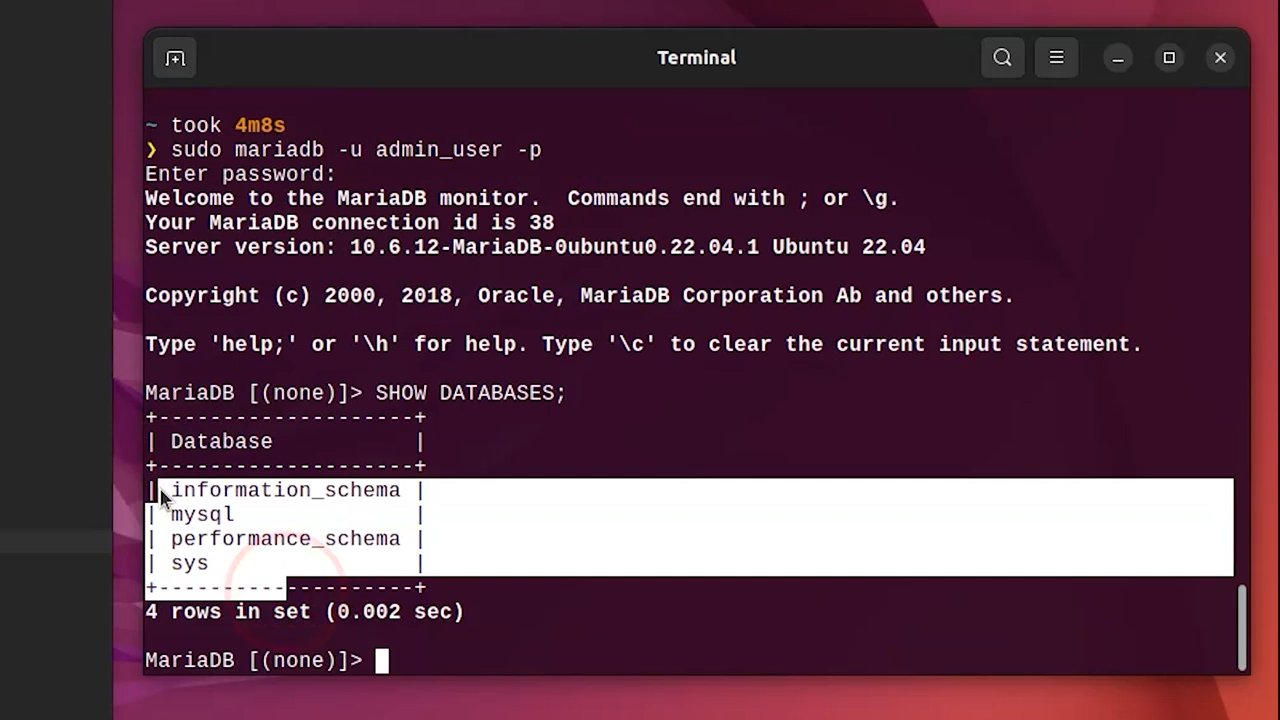 Terminal
~ took 4m8s
❯ sudo mariadb -u admin_user -p
Enter password:
Welcome to the MariaDB monitor.  Commands end with ; or \g.
Your MariaDB connection id is 38
Server version: 10.6.12-MariaDB-0ubuntu0.22.04.1 Ubuntu 22.04
Copyright (c) 2000, 2018, Oracle, MariaDB Corporation Ab and others.
Type 'help;' or '\h' for help. Type '\c' to clear the current input statement.
MariaDB [(none)]> SHOW DATABASES;
+--------------------+
| Database           |
+--------------------+
| information_schema |
| mysql              |
| performance_schema |
| sys                |
+--------------------+
4 rows in set (0.002 sec)
MariaDB [(none)]>